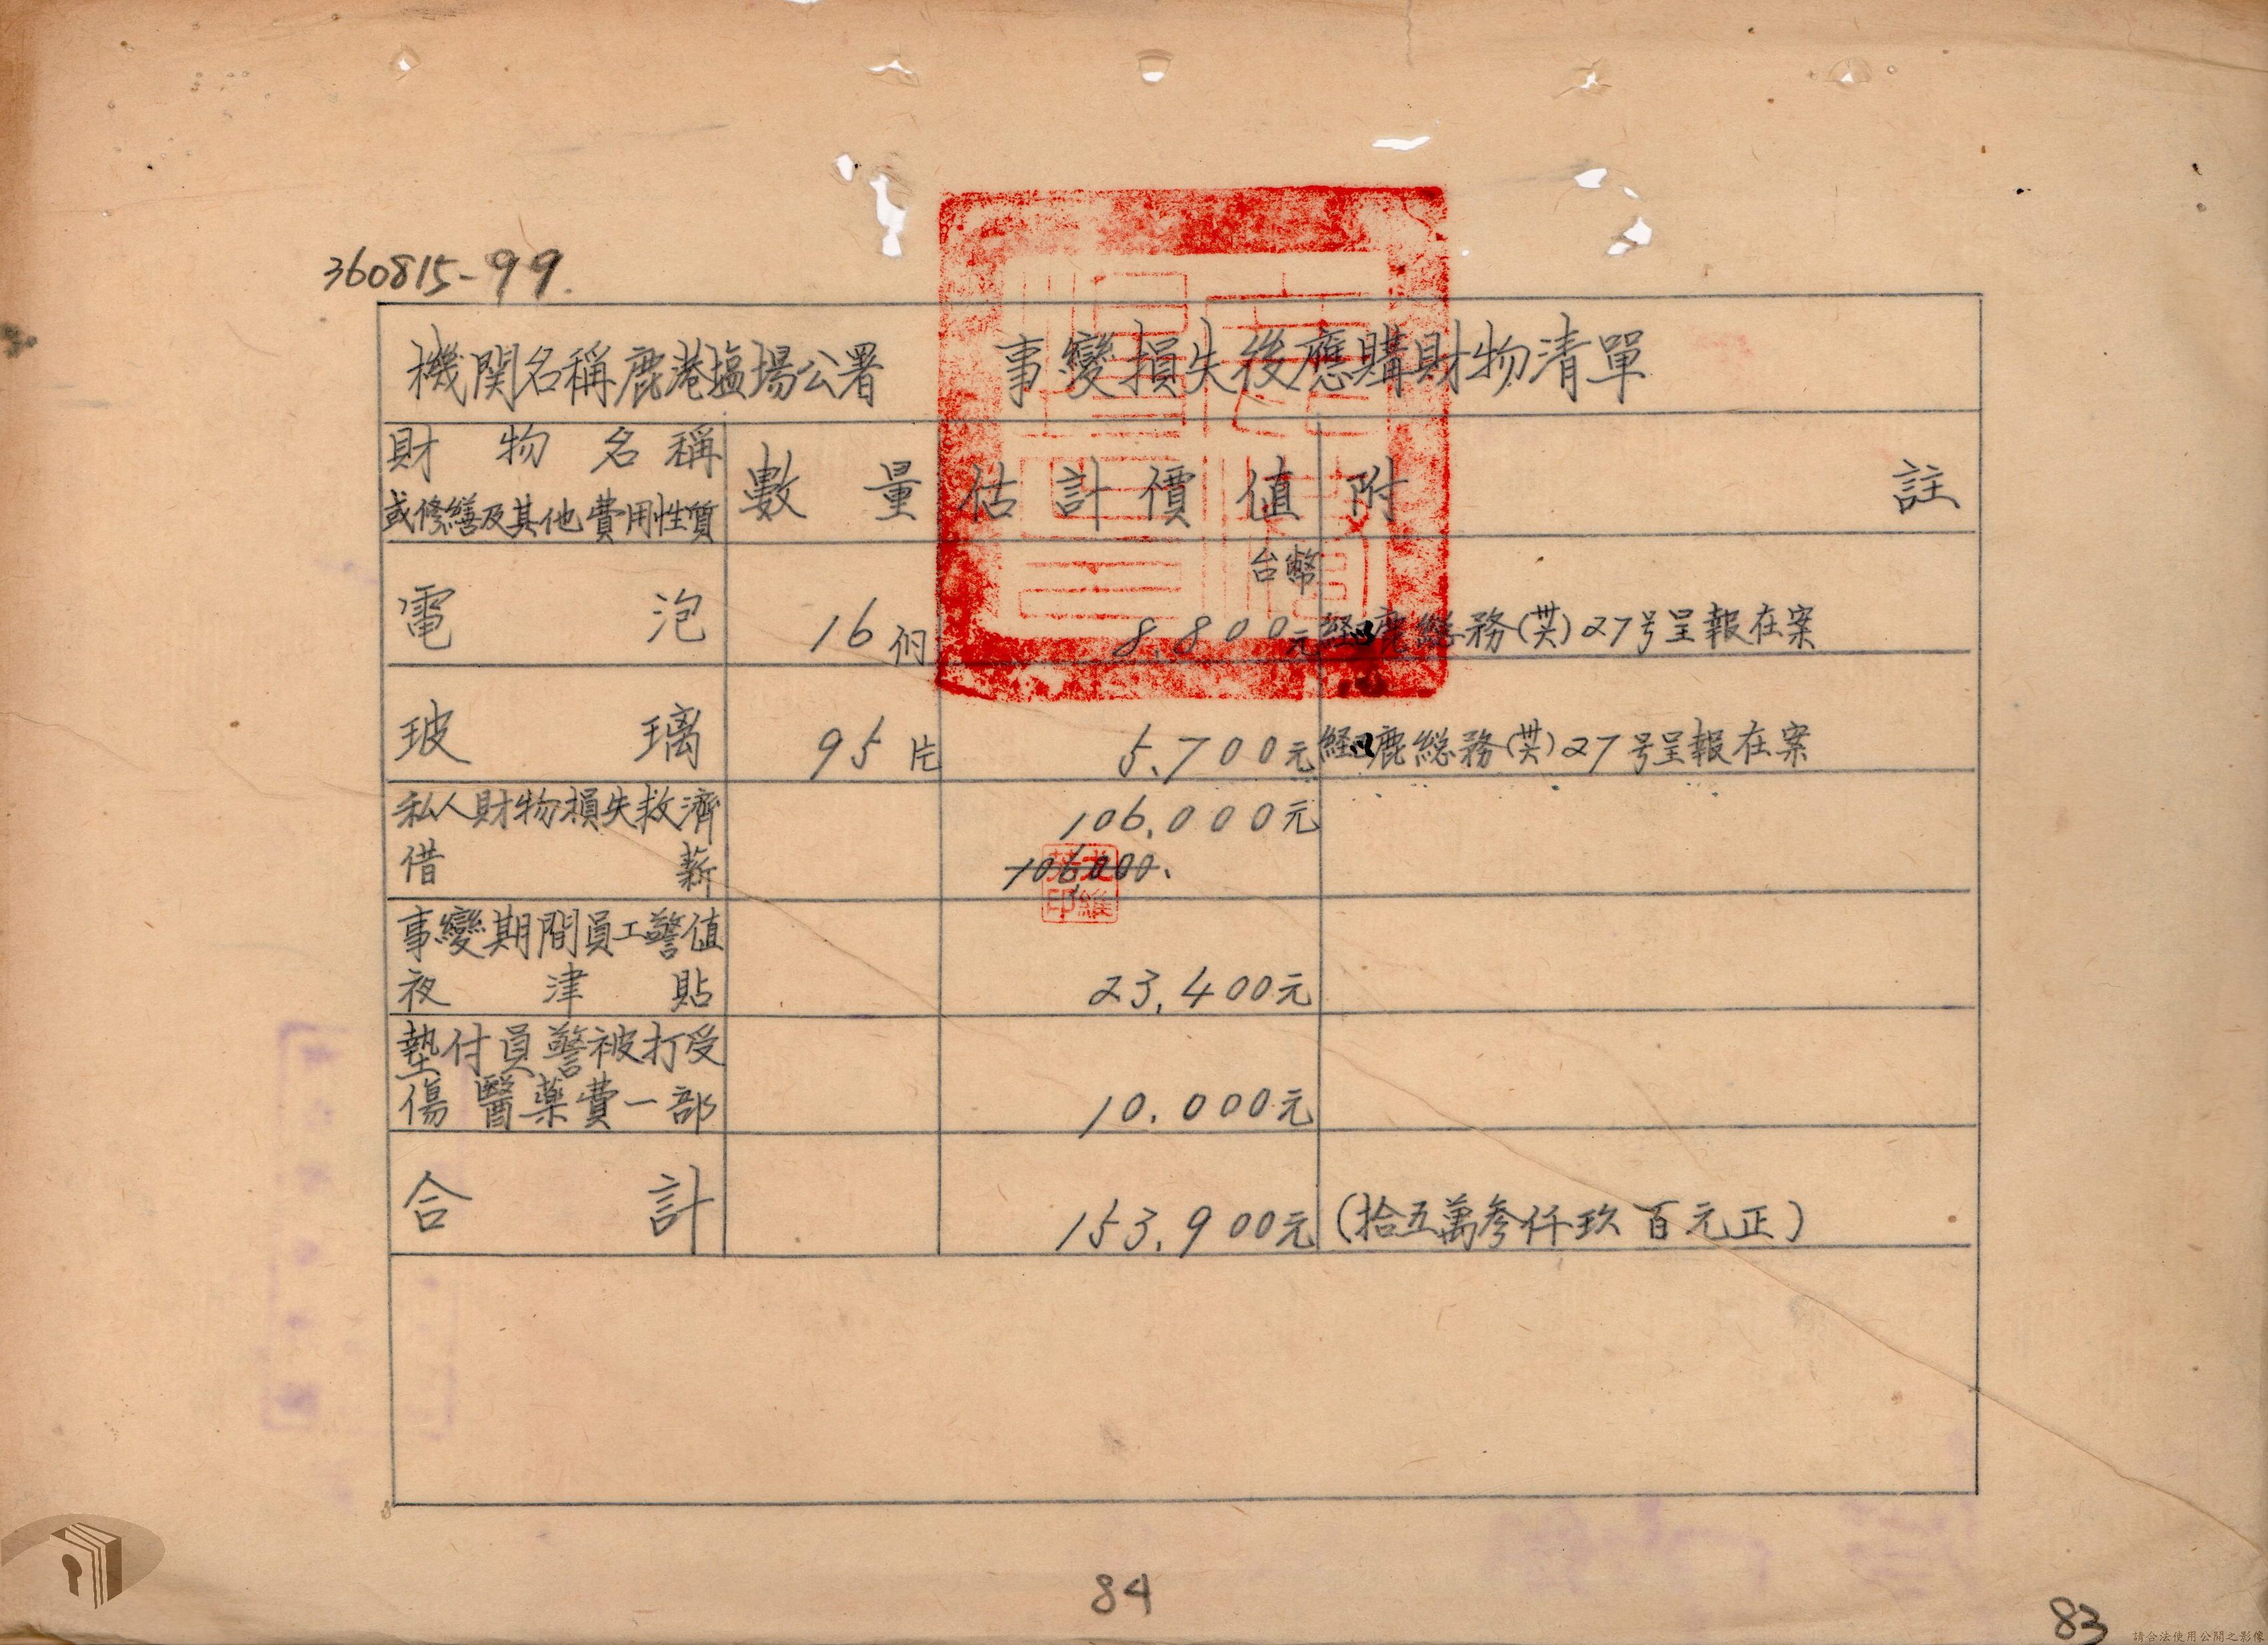 360815-99.
機関名稱鹿港塩場公署 事變損失後應購財物清單
財物名稱
或修繕及其他費用性質
數量 估計價值 附註
台幣
電泡 16個 8,800元 経鹿総務(卅六)27号呈報在案
玻璃 95片 5,700元 経鹿総務(卅六)27号呈報在案
私人財物損失救濟 106,000元
借薪 106,000.
事變期間員工警值
夜津貼 23,400元
墊付員警被打受
傷醫藥費一部 10,000元
合計 153,900元 (拾五萬參仟玖百元正)
84
83
請合法使用公開之影像